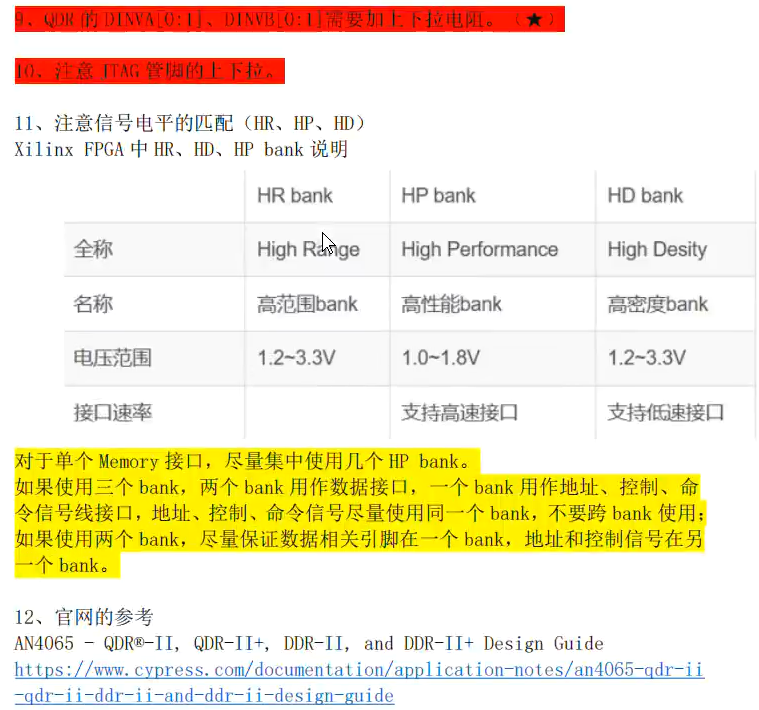 9、QDR 的 DINVA[0:1]、DINVB[0:1]需要加上下拉电阻。（★）
10、注意 JTAG 管脚的上下拉。
11、注意信号电平的匹配（HR、HP、HD）
Xilinx FPGA 中 HR、HD、HP bank 说明
HR bank HP bank HD bank
全称 High Range High Performance High Desity
名称 高范围bank 高性能bank 高密度bank
电压范围 1.2~3.3V 1.0~1.8V 1.2~3.3V
接口速率 支持高速接口 支持低速接口
对于单个 Memory 接口，尽量集中使用几个 HP bank。
如果使用三个 bank，两个 bank 用作数据接口，一个 bank 用作地址、控制、命
令信号线接口，地址、控制、命令信号尽量使用同一个 bank，不要跨 bank 使用；
如果使用两个 bank，尽量保证数据相关引脚在一个 bank，地址和控制信号在另
一个 bank。
12、官网的参考
AN4065 - QDR®-II, QDR-II+, DDR-II, and DDR-II+ Design Guide
https://www.cypress.com/documentation/application-notes/an4065-qdr-ii
-qdr-ii-ddr-ii-and-ddr-ii-design-guide